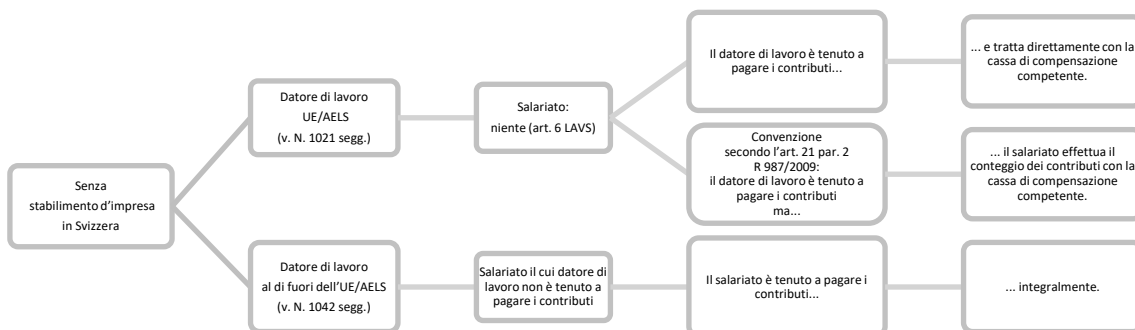 Senza
stabilimento d’impresa
in Svizzera
Datore di lavoro
UE/AELS
(v. N. 1021 segg.)
Salariato:
niente (art. 6 LAVS)
Il datore di lavoro è tenuto a
pagare i contributi...
... e tratta direttamente con la
cassa di compensazione
competente.
Convenzione
secondo l’art. 21 par. 2
R 987/2009:
il datore di lavoro è tenuto a
pagare i contributi
ma...
... il salariato effettua il
conteggio dei contributi con la
cassa di compensazione
competente.
Datore di lavoro
al di fuori dell’UE/AELS
(v. N. 1042 segg.)
Salariato il cui datore di
lavoro non è tenuto a
pagare i contributi
Il salariato è tenuto a pagare i
contributi...
... integralmente.